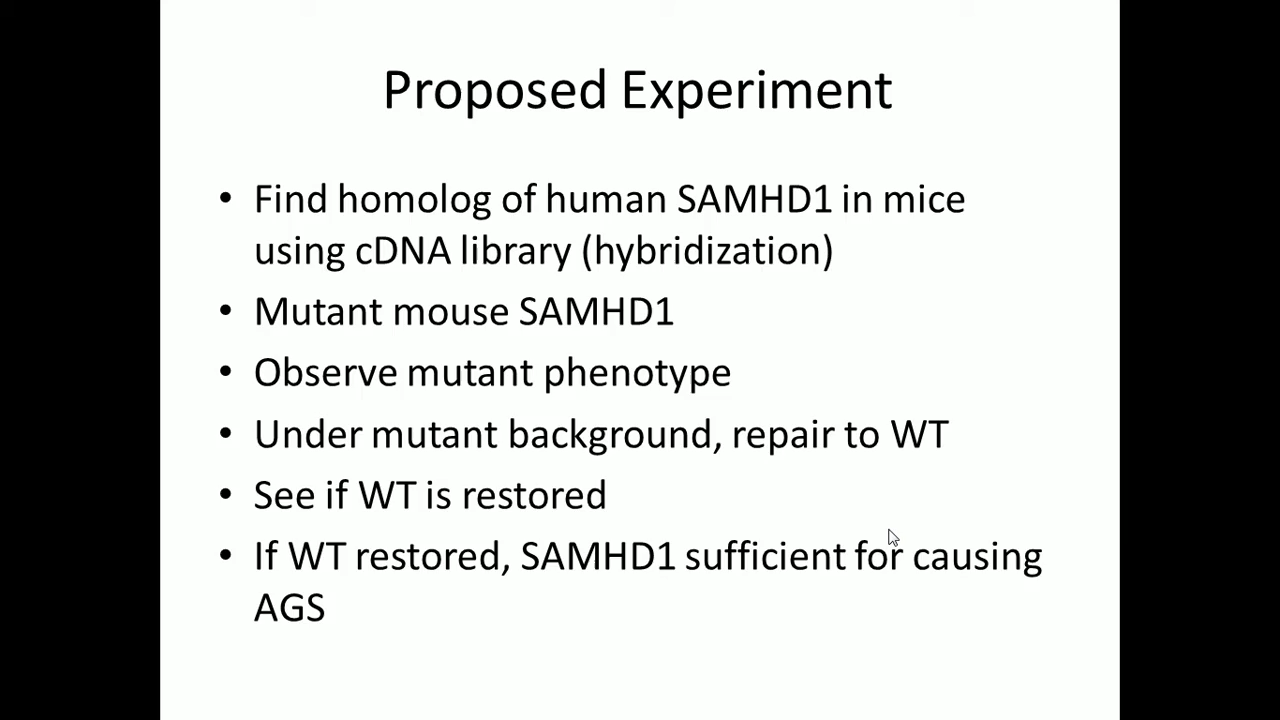 Proposed Experiment
• Find homolog of human SAMHD1 in mice
using cDNA library (hybridization)
• Mutant mouse SAMHD1
• Observe mutant phenotype
• Under mutant background, repair to WT
• See if WT is restored
• If WT restored, SAMHD1 sufficient for causing
AGS